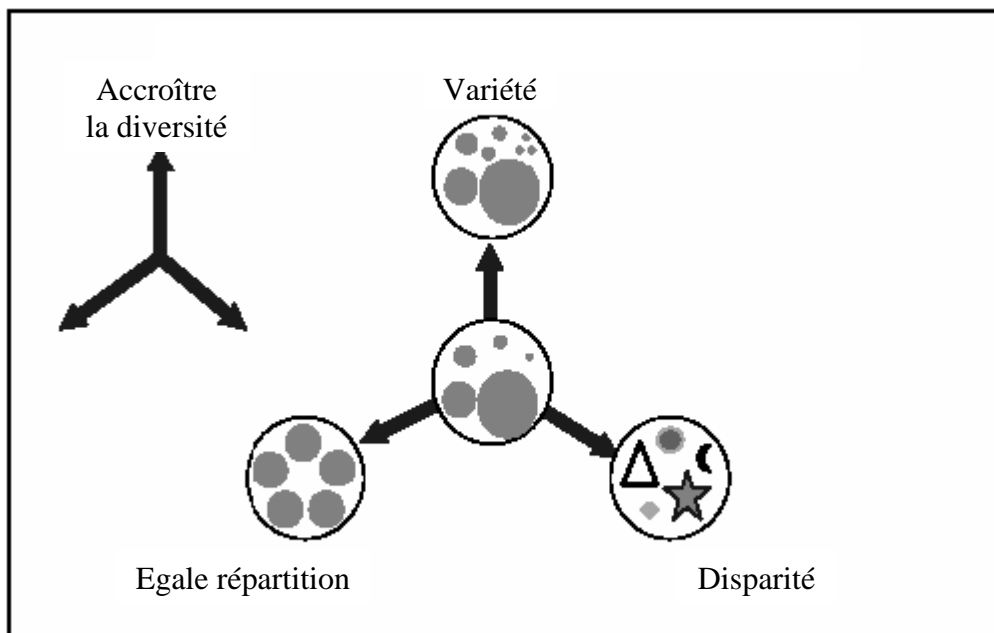 Accroître
la diversité
Variété
Egale répartition
Disparité